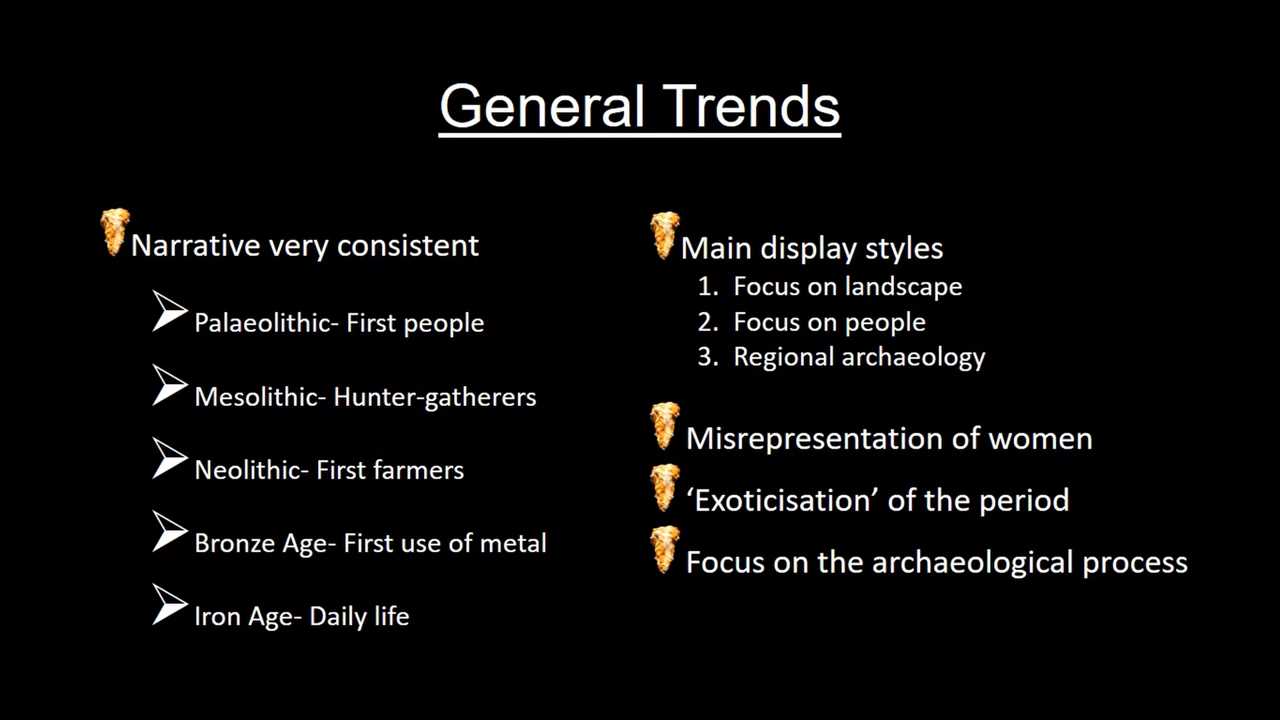 General Trends
Narrative very consistent
Palaeolithic- First people
Mesolithic- Hunter-gatherers
Neolithic- First farmers
Bronze Age- First use of metal
Iron Age- Daily life
Main display styles
1. Focus on landscape
2. Focus on people
3. Regional archaeology
Misrepresentation of women
‘Exoticisation’ of the period
Focus on the archaeological process